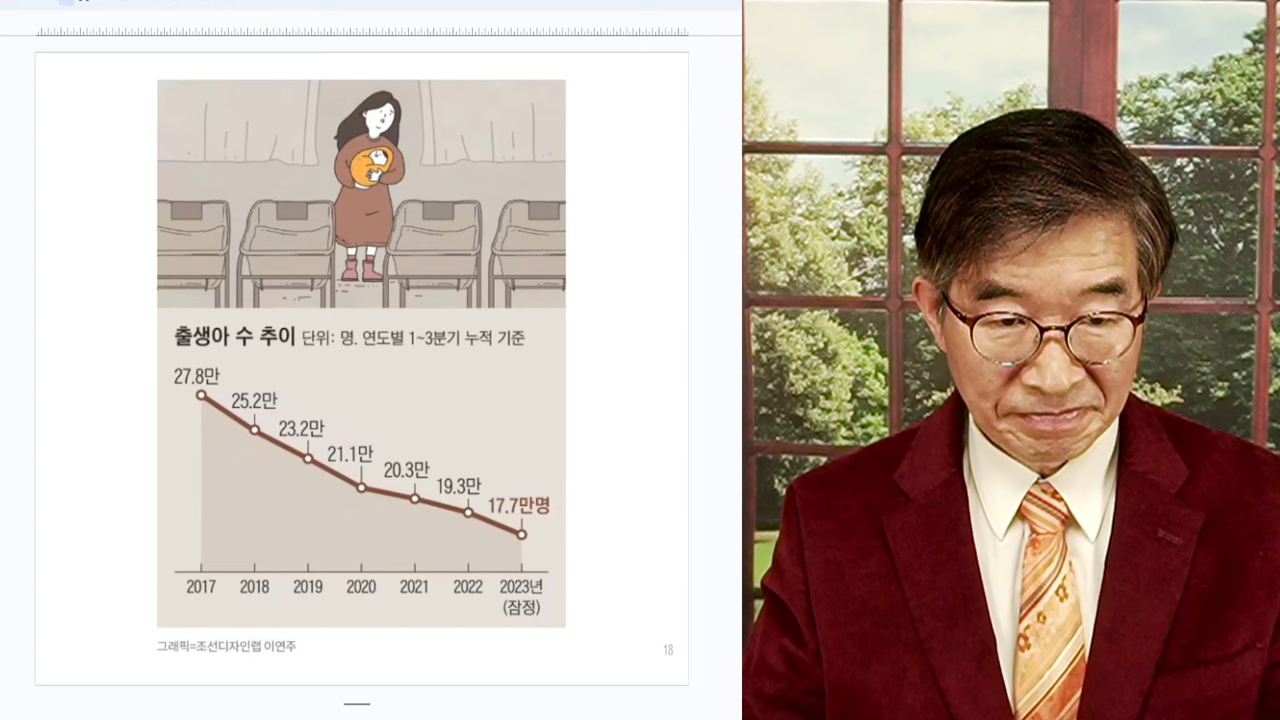 출생아 수 추이 단위: 명. 연도별 1~3분기 누적 기준
27.8만
25.2만
23.2만
21.1만
20.3만
19.3만
17.7만명
2017 2018 2019 2020 2021 2022 2023년
(잠정)
그래픽=조선디자인랩 이연주
18